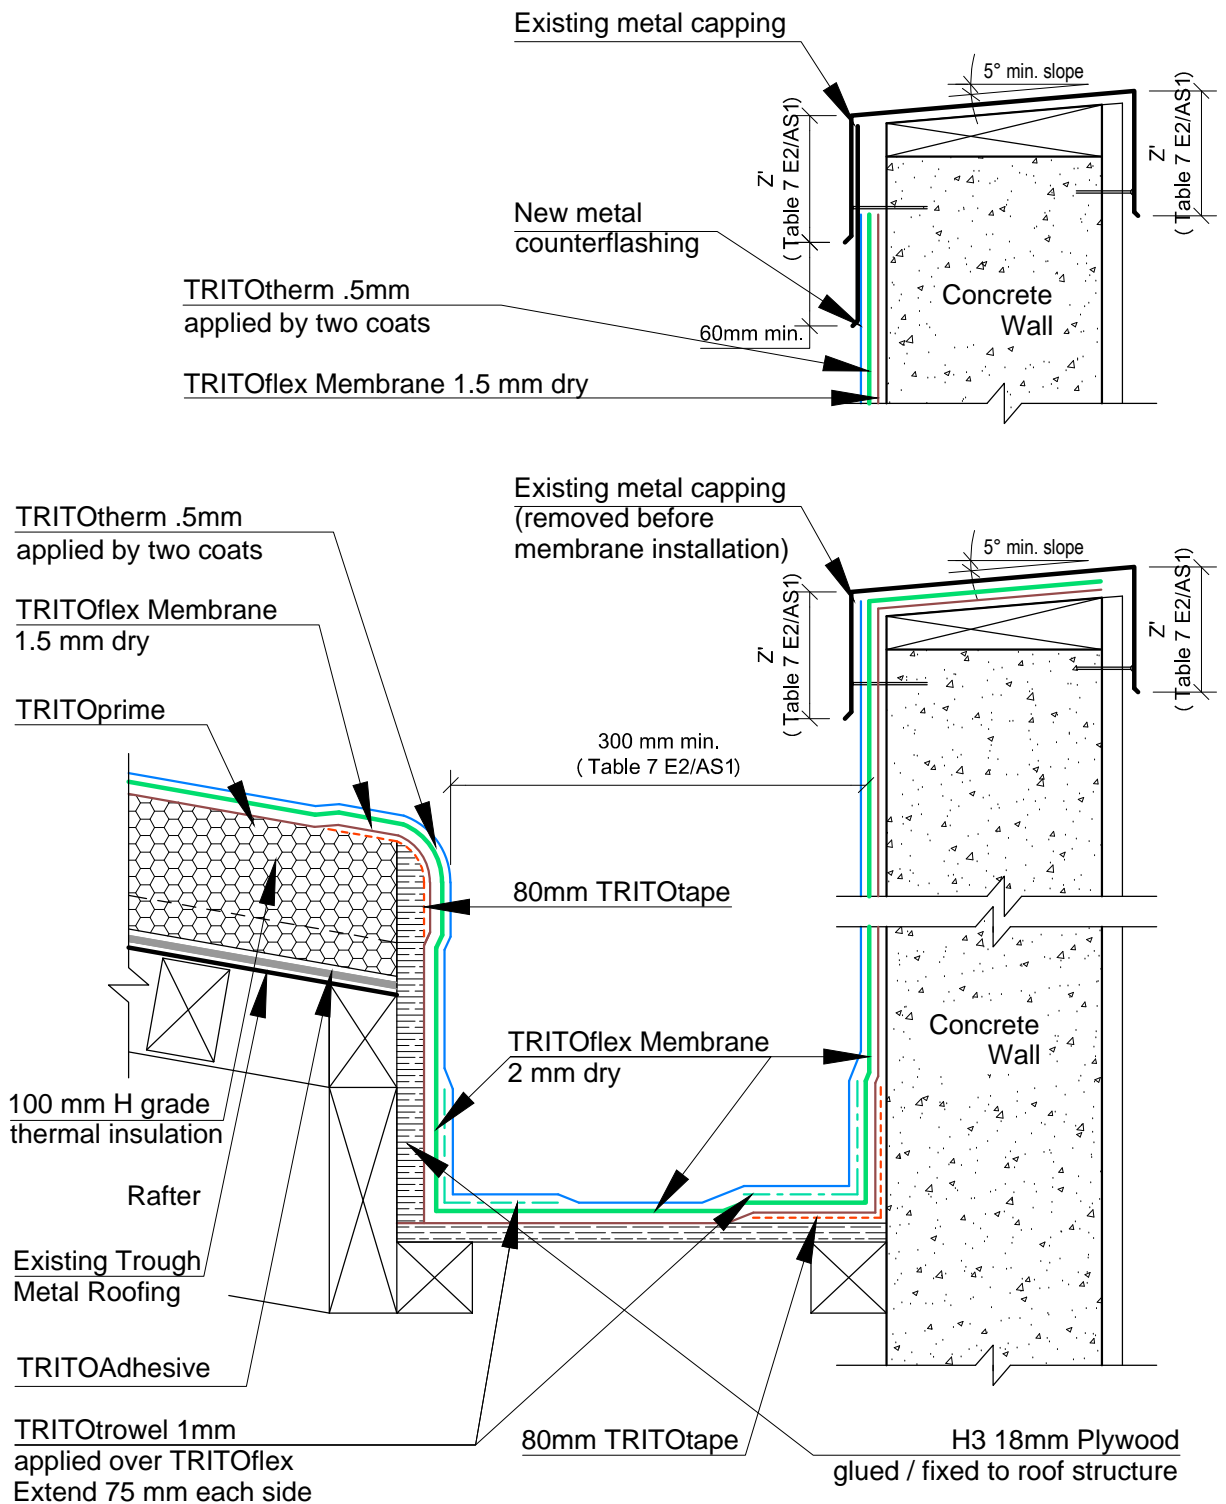 Existing metal capping
5° min. slope
Z'
( Table 7 E2/AS1)
Z'
( Table 7 E2/AS1)
New metal
counterflashing
TRITOtherm .5mm
applied by two coats
60mm min.
TRITOflex Membrane 1.5 mm dry
Concrete
Wall
Existing metal capping
(removed before
membrane installation)
5° min. slope
Z'
( Table 7 E2/AS1)
Z'
( Table 7 E2/AS1)
TRITOtherm .5mm
applied by two coats
TRITOflex Membrane
1.5 mm dry
TRITOprime
300 mm min.
( Table 7 E2/AS1)
80mm TRITOtape
TRITOflex Membrane
2 mm dry
Concrete
Wall
100 mm H grade
thermal insulation
Rafter
Existing Trough
Metal Roofing
TRITOAdhesive
TRITOtrowel 1mm
applied over TRITOflex
Extend 75 mm each side
80mm TRITOtape
H3 18mm Plywood
glued / fixed to roof structure